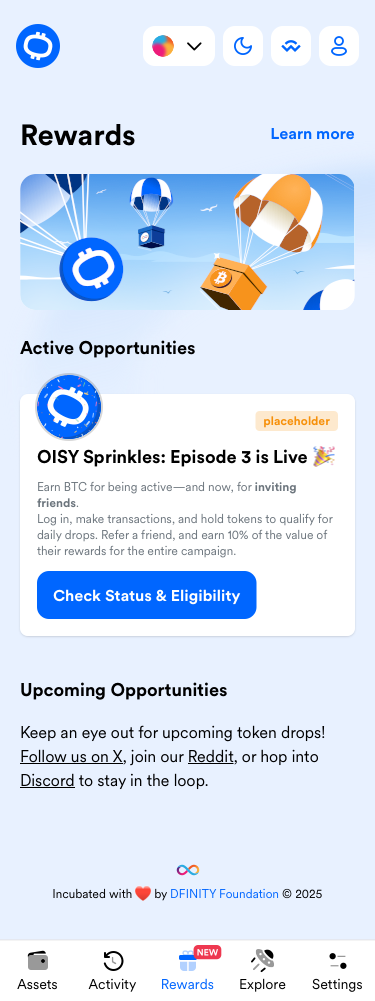 Rewards
Learn more
Active Opportunities
placeholder
OISY Sprinkles: Episode 3 is Live 🎉
Earn BTC for being active—and now, for inviting
friends.
Log in, make transactions, and hold tokens to qualify for
daily drops. Refer a friend, and earn 10% of the value of
their rewards for the entire campaign.
Check Status & Eligibility
Upcoming Opportunities
Keep an eye out for upcoming token drops!
Follow us on X, join our Reddit, or hop into
Discord to stay in the loop.
Incubated with ❤️ by DFINITY Foundation © 2025
NEW
Assets
Activity
Rewards
Explore
Settings